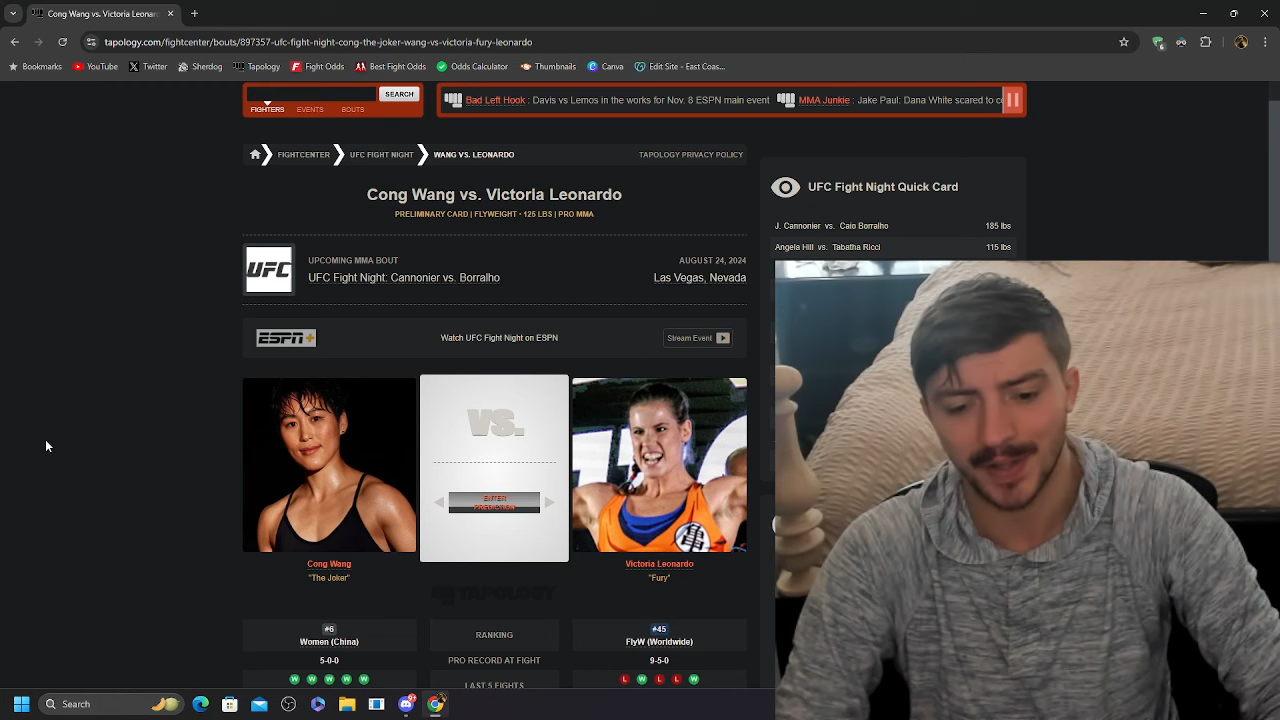 Cong Wang vs. Victoria Leonardo
tapology.com/fightcenter/bouts/897357-ufc-fight-night-cong-the-joker-wang-vs-victoria-fury-leonardo
Bookmarks YouTube Twitter Sherdog Tapology Fight Odds Best Fight Odds Odds Calculator Thumbnails Canva Edit Site - East Coas...
SEARCH
FIGHTERS EVENTS BOUTS
Bad Left Hook : Davis vs Lemos in the works for Nov. 8 ESPN main event MMA Junkie : Jake Paul: Dana White scared to co
FIGHTCENTER UFC FIGHT NIGHT WANG VS. LEONARDO TAPOLOGY PRIVACY POLICY
Cong Wang vs. Victoria Leonardo
PRELIMINARY CARD | FLYWEIGHT · 125 LBS | PRO MMA
UFC
UPCOMING MMA BOUT AUGUST 24, 2024
UFC Fight Night: Cannonier vs. Borralho Las Vegas, Nevada
ESPN+ Watch UFC Fight Night on ESPN Stream Event
UFC Fight Night Quick Card
J. Cannonier vs. Caio Borralho 185 lbs
Angela Hill vs. Tabatha Ricci 115 lbs
VS.
ENTER
PREDICTION
Cong Wang Victoria Leonardo
"The Joker" "Fury"
TAPOLOGY
#6 RANKING #45
Women (China) FlyW (Worldwide)
5-0-0 PRO RECORD AT FIGHT 9-5-0
W W W W W LAST 5 FIGHTS L W L L W
Search